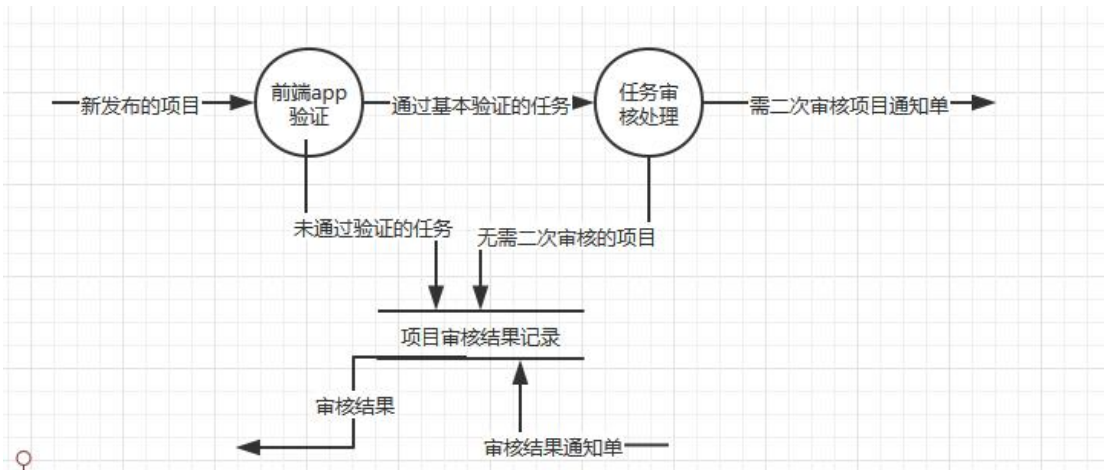 新发布的项目
前端app
验证
通过基本验证的任务
任务审
核处理
需二次审核项目通知单
未通过验证的任务
无需二次审核的项目
项目审核结果记录
审核结果
审核结果通知单